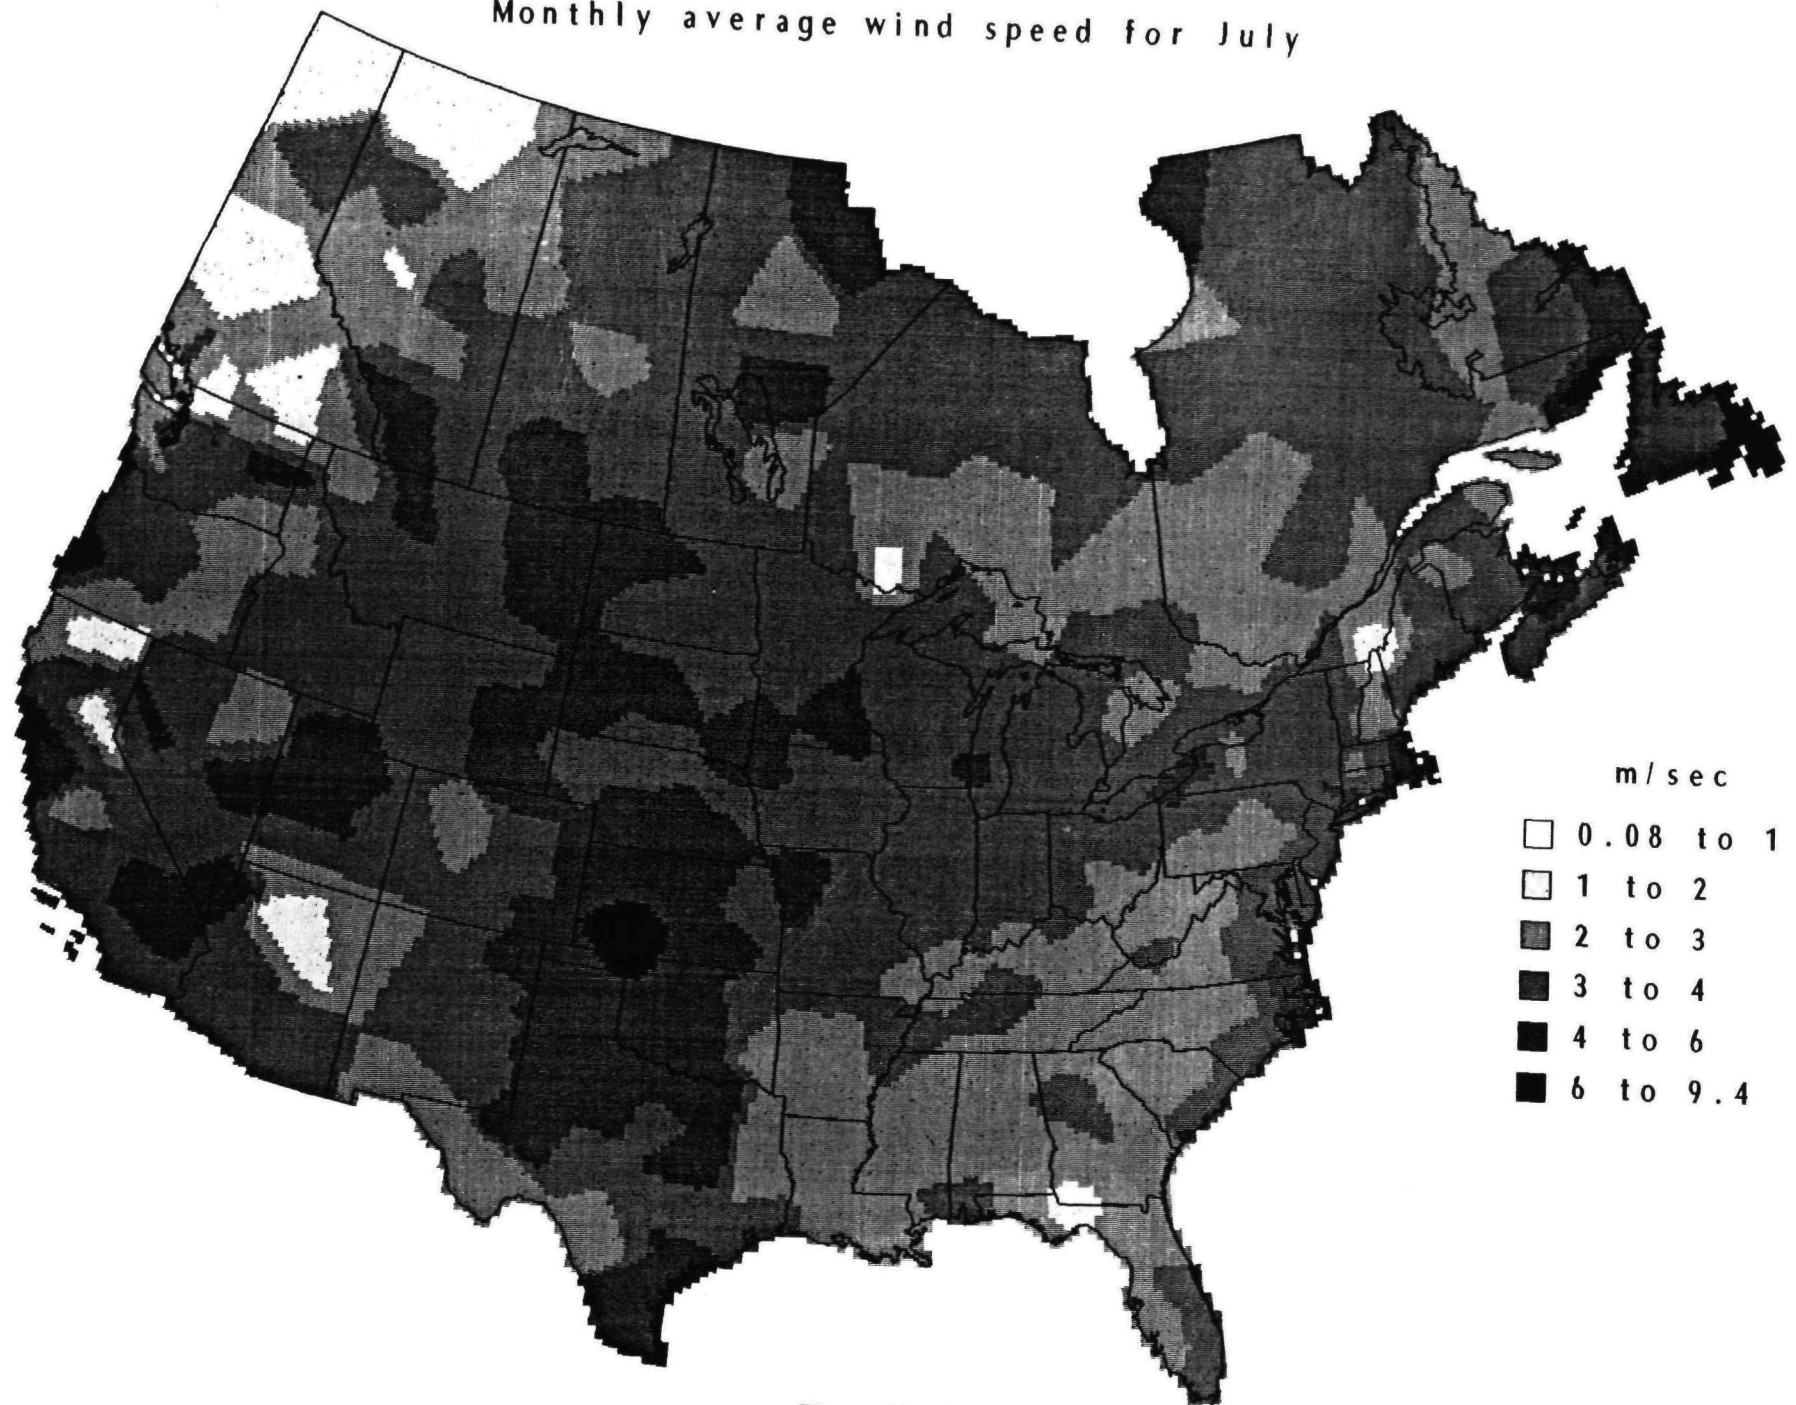 Monthly average wind speed for July
m/sec
0.08 to 1
1 to 2
2 to 3
3 to 4
4 to 6
6 to 9.4